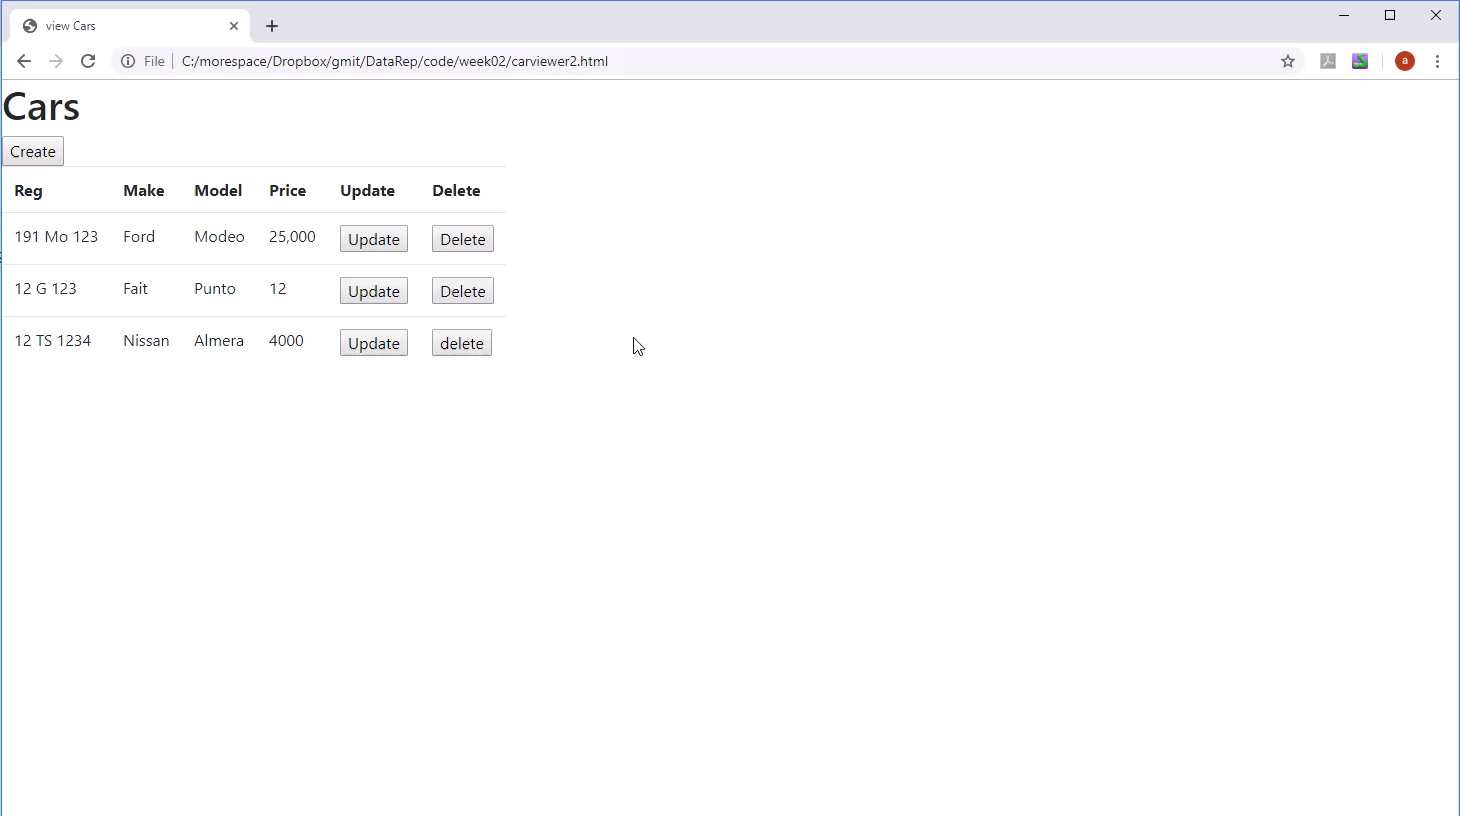 view Cars
File C:/morespace/Dropbox/gmit/DataRep/code/week02/carviewer2.html
a
Cars
Create
Reg Make Model Price Update Delete
191 Mo 123 Ford Modeo 25,000 Update Delete
12 G 123 Fait Punto 12 Update Delete
12 TS 1234 Nissan Almera 4000 Update delete